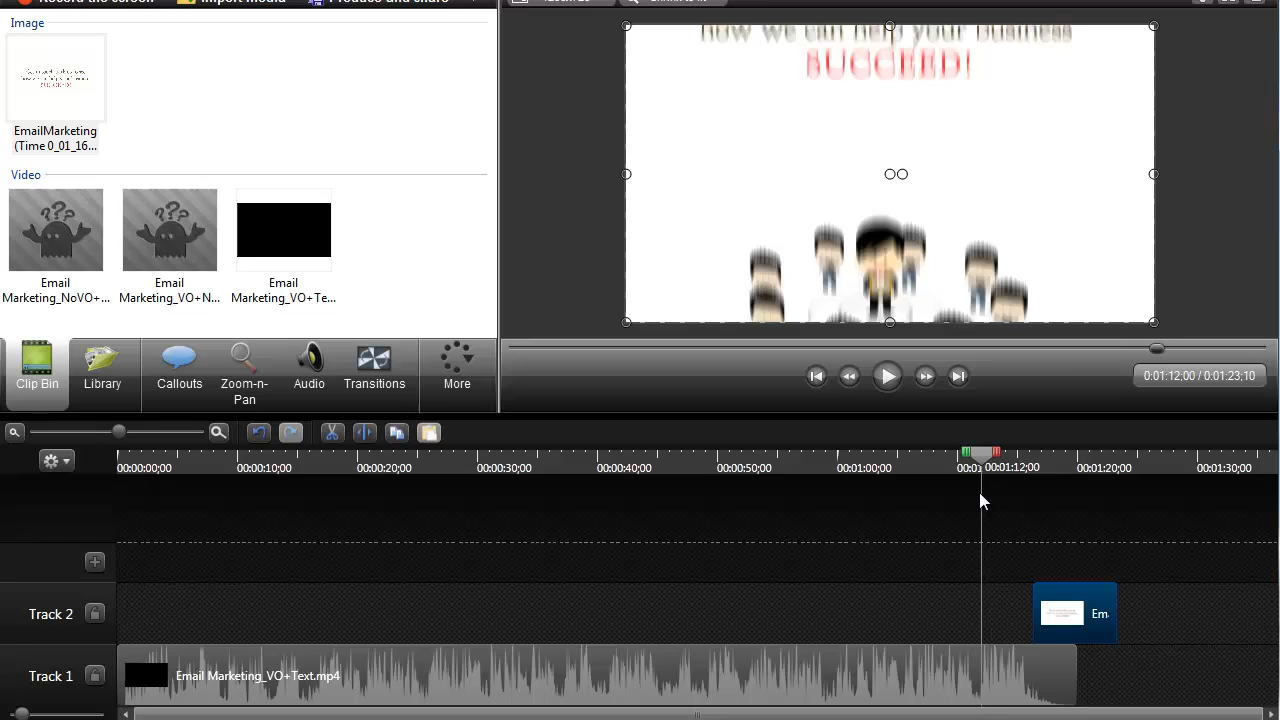 Record the screen
Import media
Produce and share
Image
EmailMarketing
(Time 0_01_16...
Video
Email
Marketing_NoVO+...
Email
Marketing_VO+N...
Email
Marketing_VO+Te...
how we can help your business
SUCCEED!
Clip Bin
Library
Callouts
Zoom-n-
Pan
Audio
Transitions
More
0:01:12;00 / 0:01:23;10
00:00:00;00
00:00:10;00
00:00:20;00
00:00:30;00
00:00:40;00
00:00:50;00
00:01:00;00
00:01:12;00
00:01:20;00
00:01:30;00
Track 2
Em
Track 1
Email Marketing_VO+Text.mp4